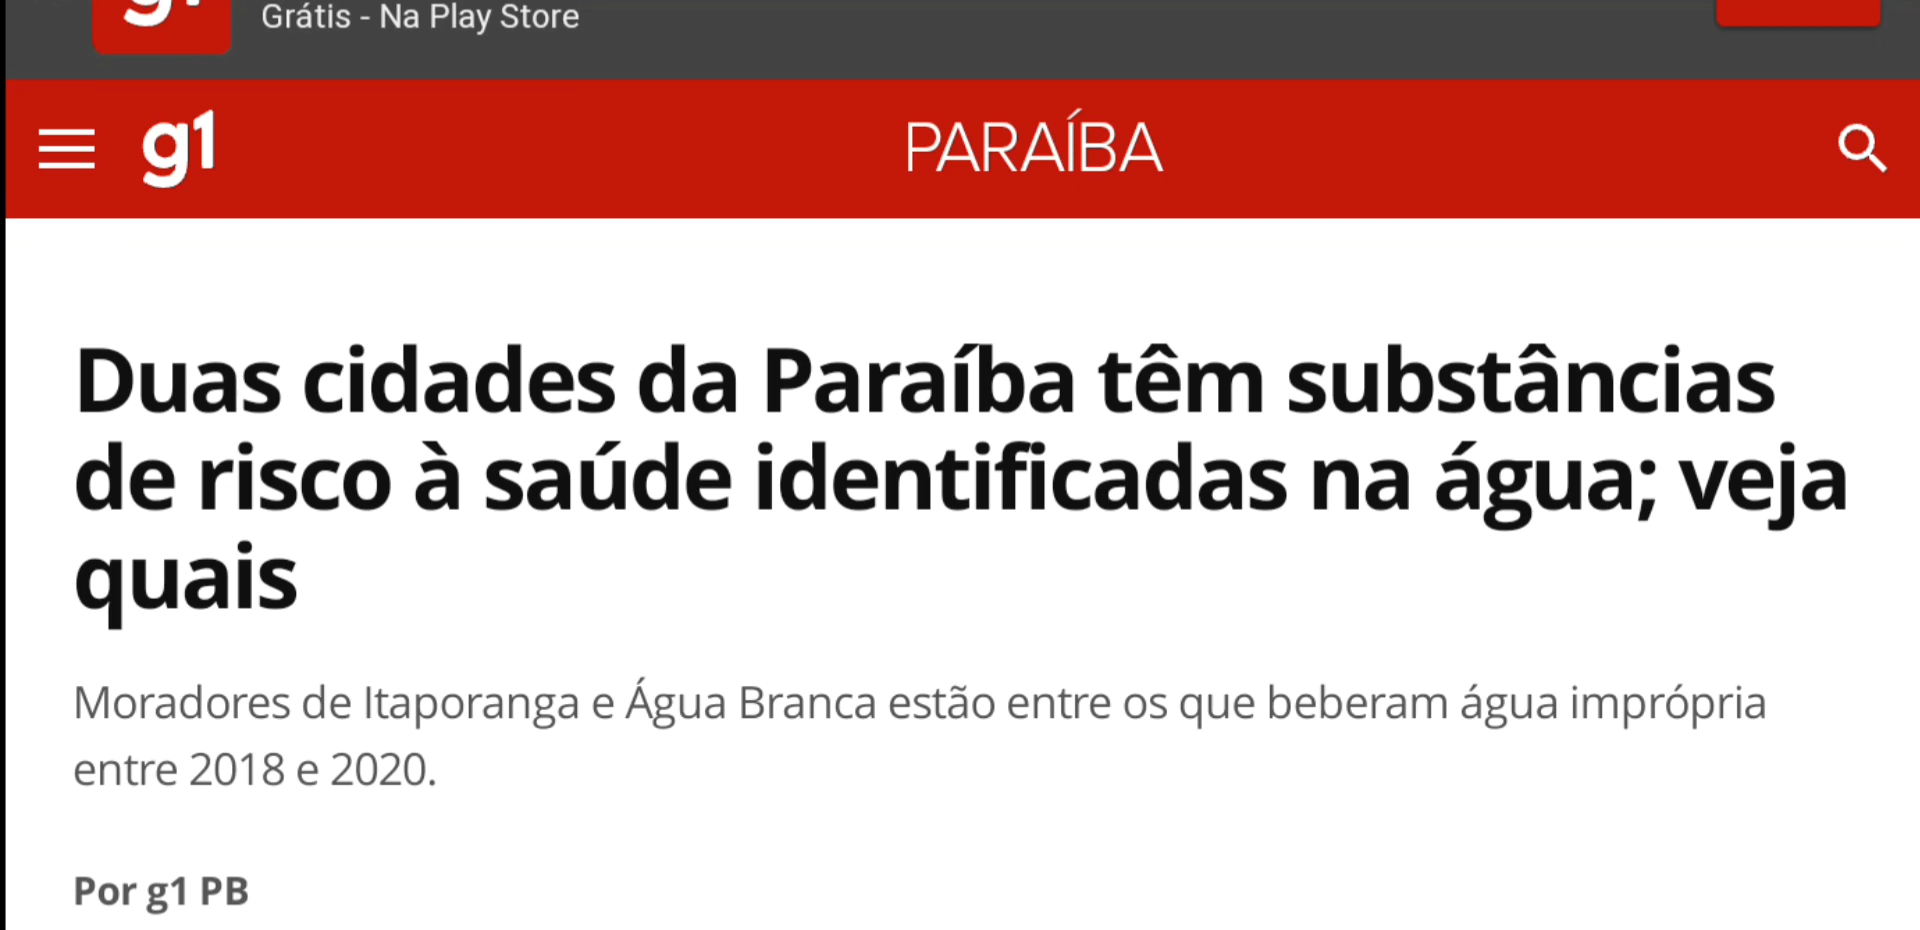 Grátis - Na Play Store
g1 PARAÍBA
Duas cidades da Paraíba têm substâncias
de risco à saúde identificadas na água; veja
quais
Moradores de Itaporanga e Água Branca estão entre os que beberam água imprópria
entre 2018 e 2020.
Por g1 PB